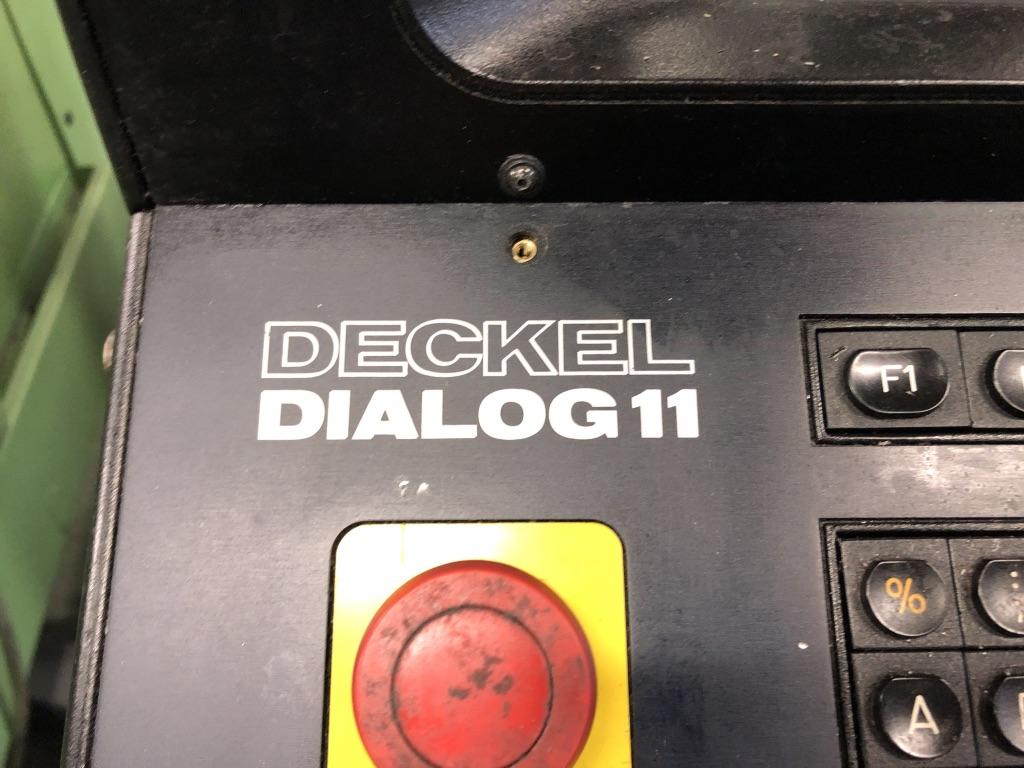 DECKEL
DIALOG 11
F1
%
A